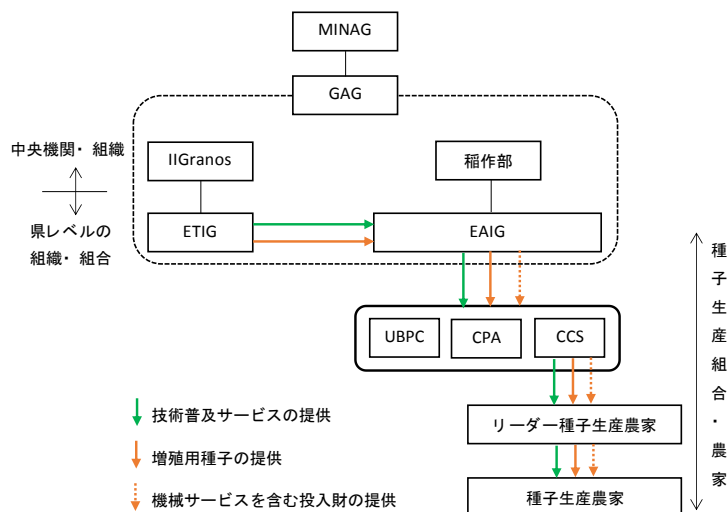 MINAG
GAG
中央機関・組織
県レベルの
組織・組合
IIGranos
稲作部
ETIG
EAIG
UBPC
CPA
CCS
リーダー種子生産農家
種子生産農家
技術普及サービスの提供
増殖用種子の提供
機械サービスを含む投入財の提供
種子生産組合・農家